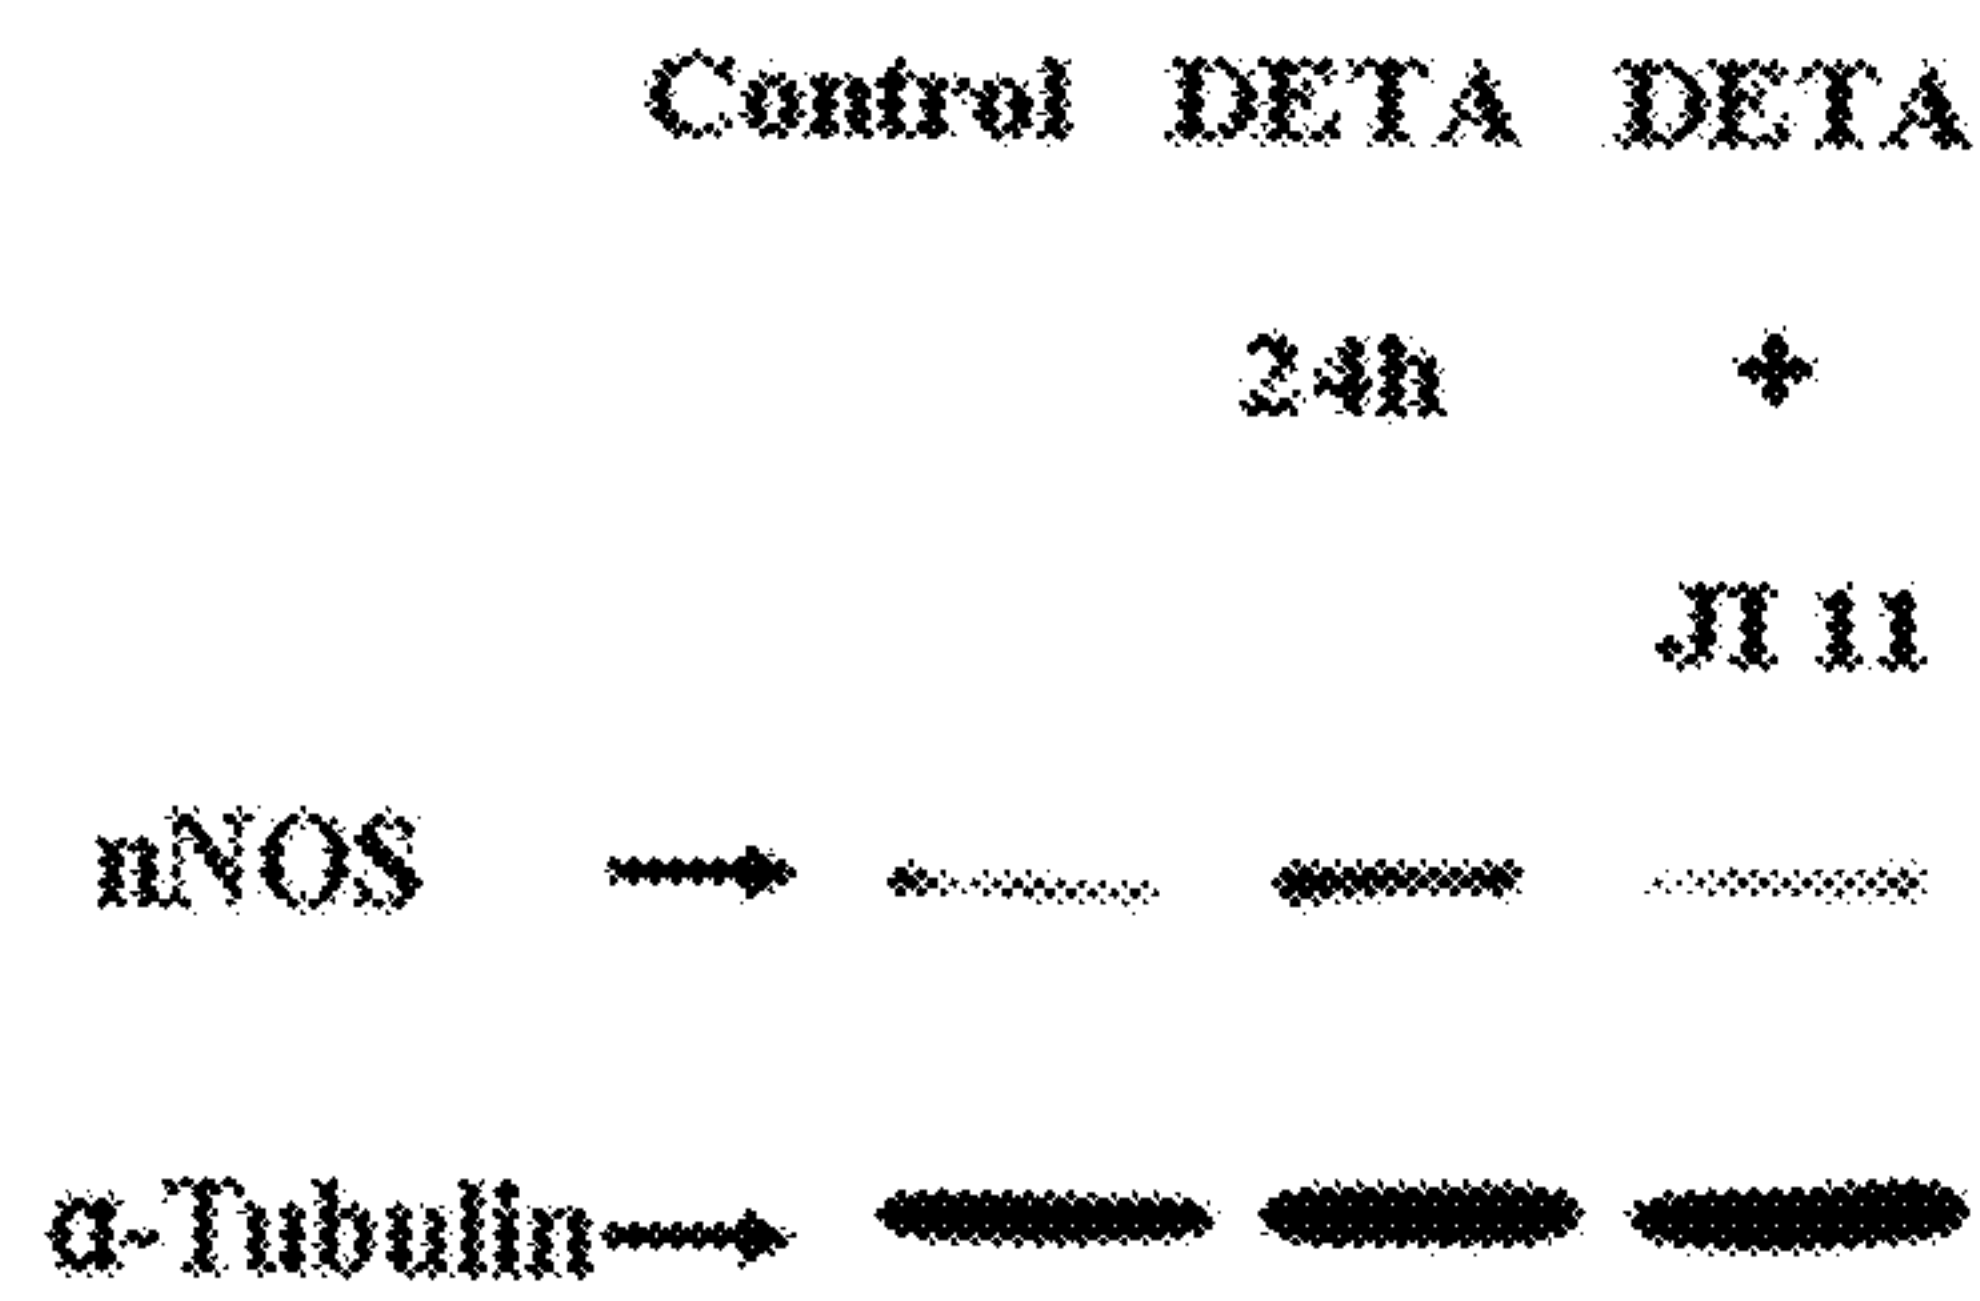 Control DETA DETA
24h +
JI 11
nNOS
α-Tubulin